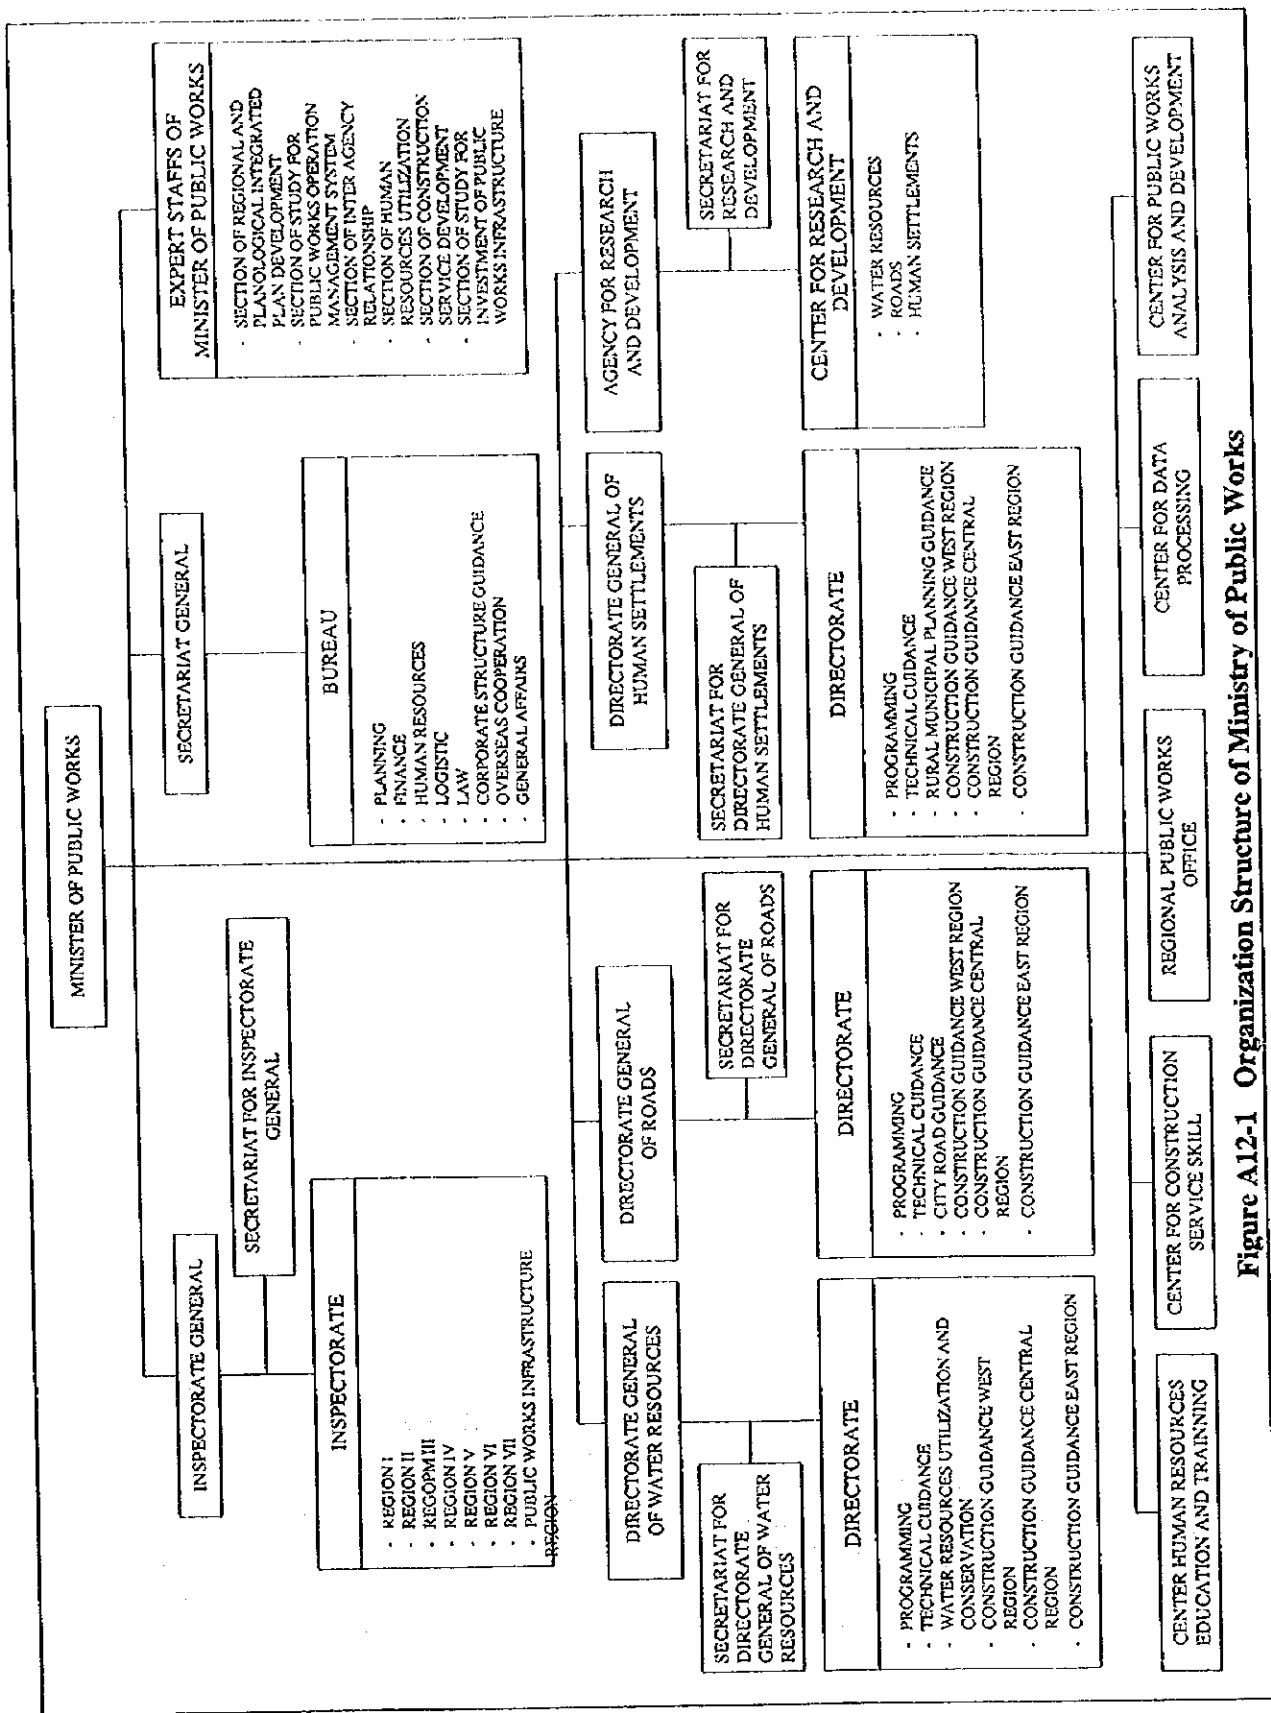 MINISTER OF PUBLIC WORKS
INSPECTORATE GENERAL
SECRETARIAT FOR INSPECTORATE
GENERAL
INSPECTORATE
- REGION I
- REGION II
- REGOPM III
- REGION IV
- REGION V
- REGION VI
- REGION VII
- PUBLIC WORKS INFRASTRUCTURE
REGION
SECRETARIAT GENERAL
BUREAU
- PLANNING
- FINANCE
- HUMAN RESOURCES
- LOGISTIC
- LAW
- CORPORATE STRUCTURE GUIDANCE
- OVERSEAS COOPERATION
- GENERAL AFFAIRS
EXPERT STAFFS OF
MINISTER OF PUBLIC WORKS
- SECTION OF REGIONAL AND
PLANOLOGICAL INTEGRATED
PLAN DEVELOPMENT
- SECTION OF STUDY FOR
PUBLIC WORKS OPERATION
MANAGEMENT SYSTEM
- SECTION OF INTER AGENCY
RELATIONSHIP
- SECTION OF HUMAN
RESOURCES UTILIZATION
- SECTION OF CONSTRUCTION
SERVICE DEVELOPMENT
- SECTION OF STUDY FOR
INVESTMENT OF PUBLIC
WORKS INFRASTRUCTURE
DIRECTORATE GENERAL
OF WATER RESOURCES
SECRETARIAT FOR
DIRECTORATE
GENERAL OF WATER
RESOURCES
DIRECTORATE
- PROGRAMMING
- TECHNICAL GUIDANCE
- WATER RESOURCES UTILIZATION AND
CONSERVATION
- CONSTRUCTION GUIDANCE WEST
REGION
- CONSTRUCTION GUIDANCE CENTRAL
REGION
- CONSTRUCTION GUIDANCE EAST REGION
DIRECTORATE GENERAL
OF ROADS
SECRETARIAT FOR
DIRECTORATE
GENERAL OF ROADS
DIRECTORATE
- PROGRAMMING
- TECHNICAL GUIDANCE
- CITY ROAD GUIDANCE
- CONSTRUCTION GUIDANCE WEST REGION
- CONSTRUCTION GUIDANCE CENTRAL
REGION
- CONSTRUCTION GUIDANCE EAST REGION
DIRECTORATE GENERAL OF
HUMAN SETTLEMENTS
SECRETARIAT FOR
DIRECTORATE GENERAL OF
HUMAN SETTLEMENTS
DIRECTORATE
- PROGRAMMING
- TECHNICAL GUIDANCE
- RURAL MUNICIPAL PLANNING GUIDANCE
- CONSTRUCTION GUIDANCE WEST REGION
- CONSTRUCTION GUIDANCE CENTRAL
REGION
- CONSTRUCTION GUIDANCE EAST REGION
AGENCY FOR RESEARCH
AND DEVELOPMENT
SECRETARIAT FOR
RESEARCH AND
DEVELOPMENT
CENTER FOR RESEARCH AND
DEVELOPMENT
- WATER RESOURCES
- ROADS
- HUMAN SETTLEMENTS
CENTER HUMAN RESOURCES
EDUCATION AND TRAINNING
CENTER FOR CONSTRUCTION
SERVICE SKILL
REGIONAL PUBLIC WORKS
OFFICE
CENTER FOR DATA
PROCESSING
CENTER FOR PUBLIC WORKS
ANALYSIS AND DEVELOPMENT
Figure A12-1 Organization Structure of Ministry of Public Works